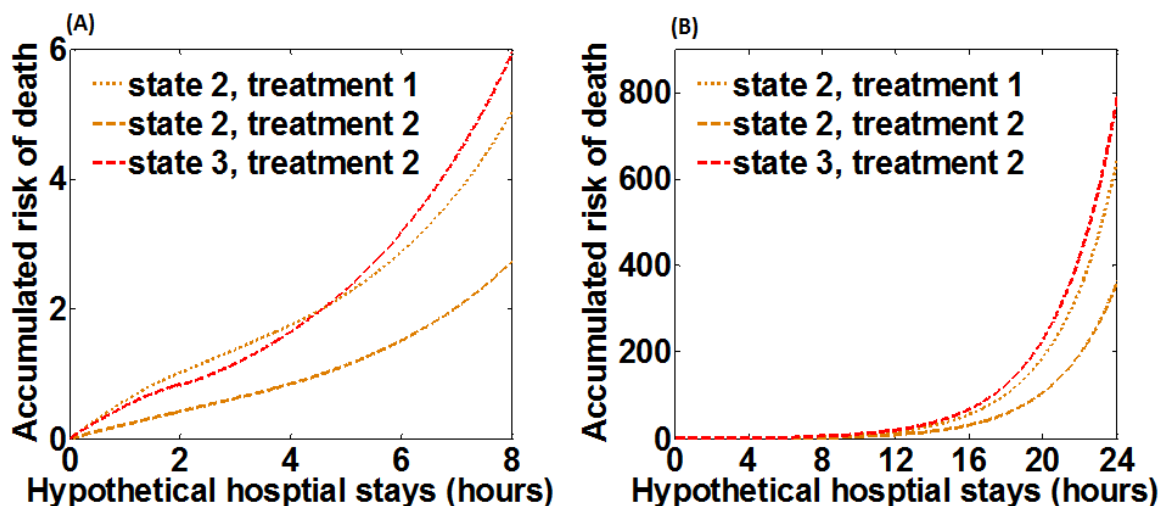 (A)
Accumulated risk of death
6
4
2
0
state 2, treatment 1
state 2, treatment 2
state 3, treatment 2
0 2 4 6 8
Hypothetical hosptial stays (hours)
(B)
Accumulated risk of death
800
600
400
200
0
state 2, treatment 1
state 2, treatment 2
state 3, treatment 2
0 4 8 12 16 20 24
Hypothetical hosptial stays (hours)